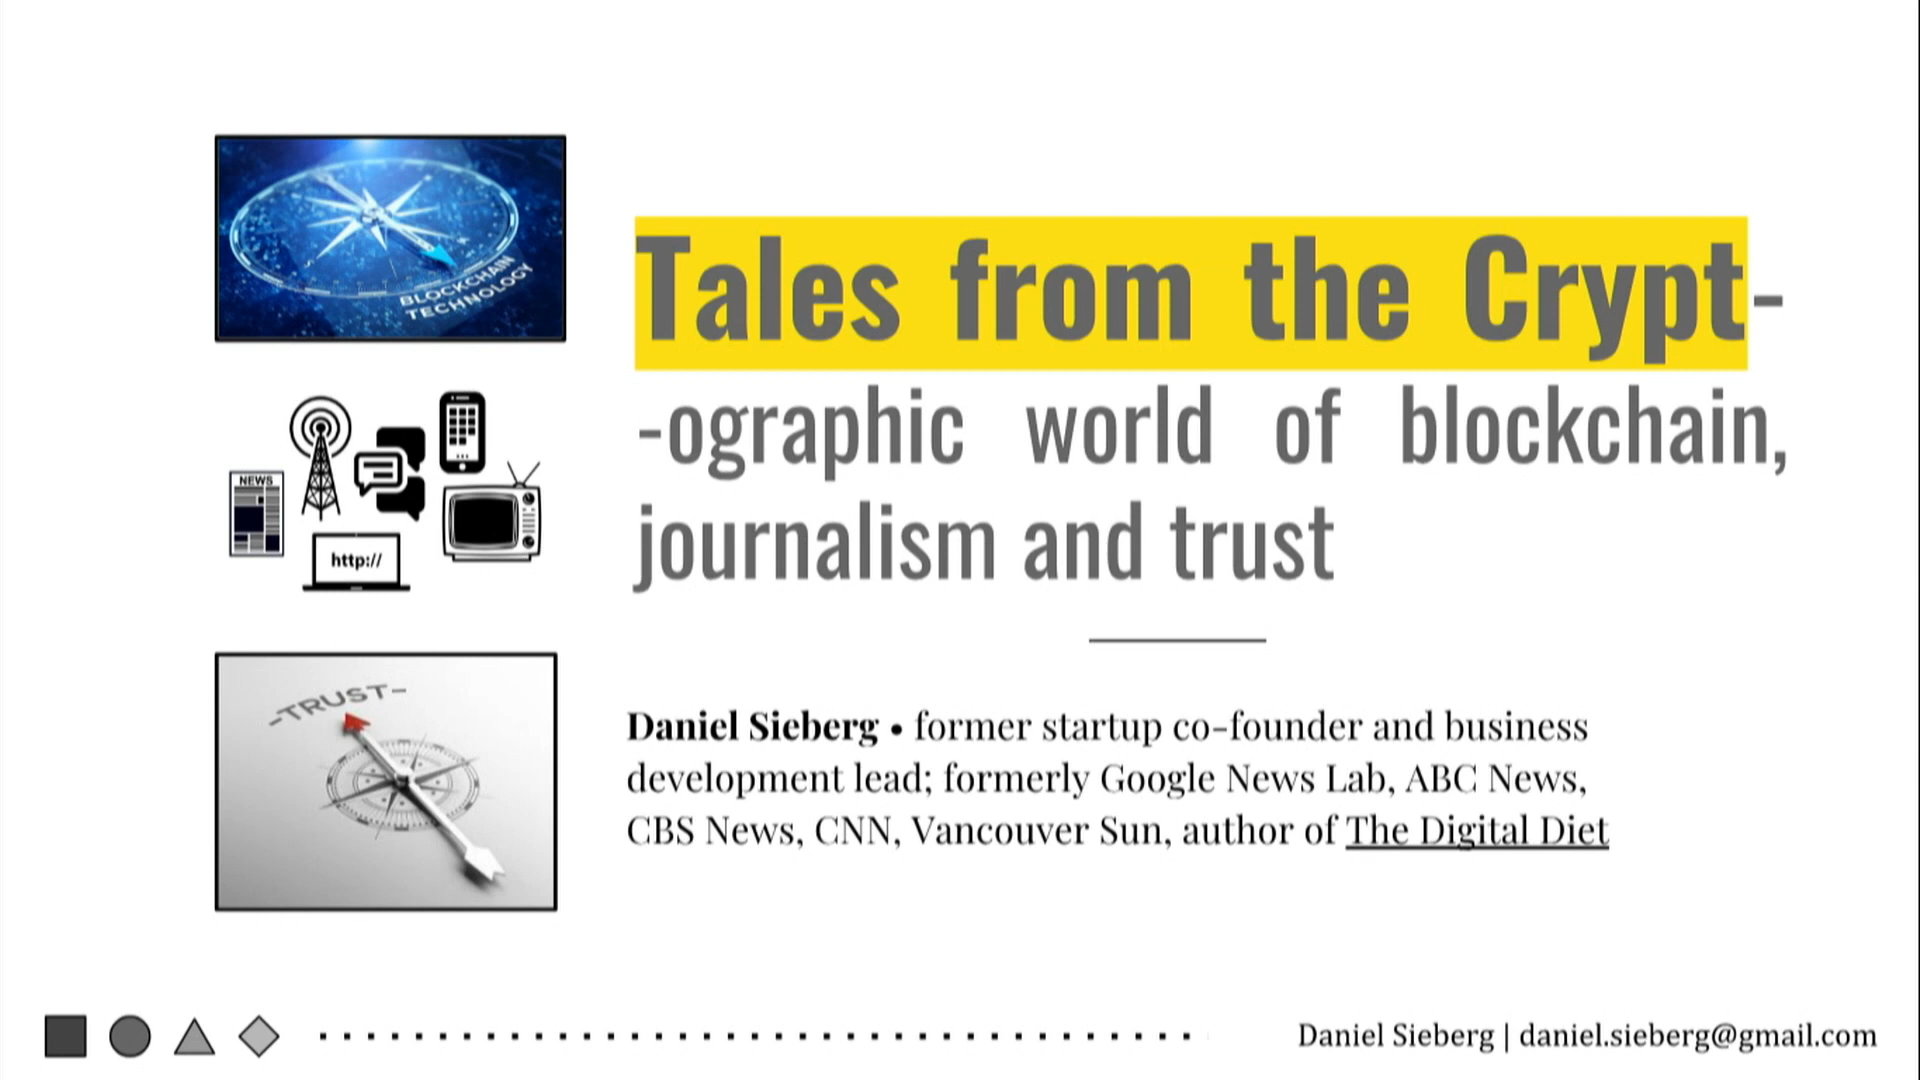 BLOCKCHAIN
TECHNOLOGY
NEWS
http://
-TRUST-
Tales from the Crypt-
-ographic world of blockchain,
journalism and trust
Daniel Sieberg • former startup co-founder and business
development lead; formerly Google News Lab, ABC News,
CBS News, CNN, Vancouver Sun, author of The Digital Diet
Daniel Sieberg | daniel.sieberg@gmail.com